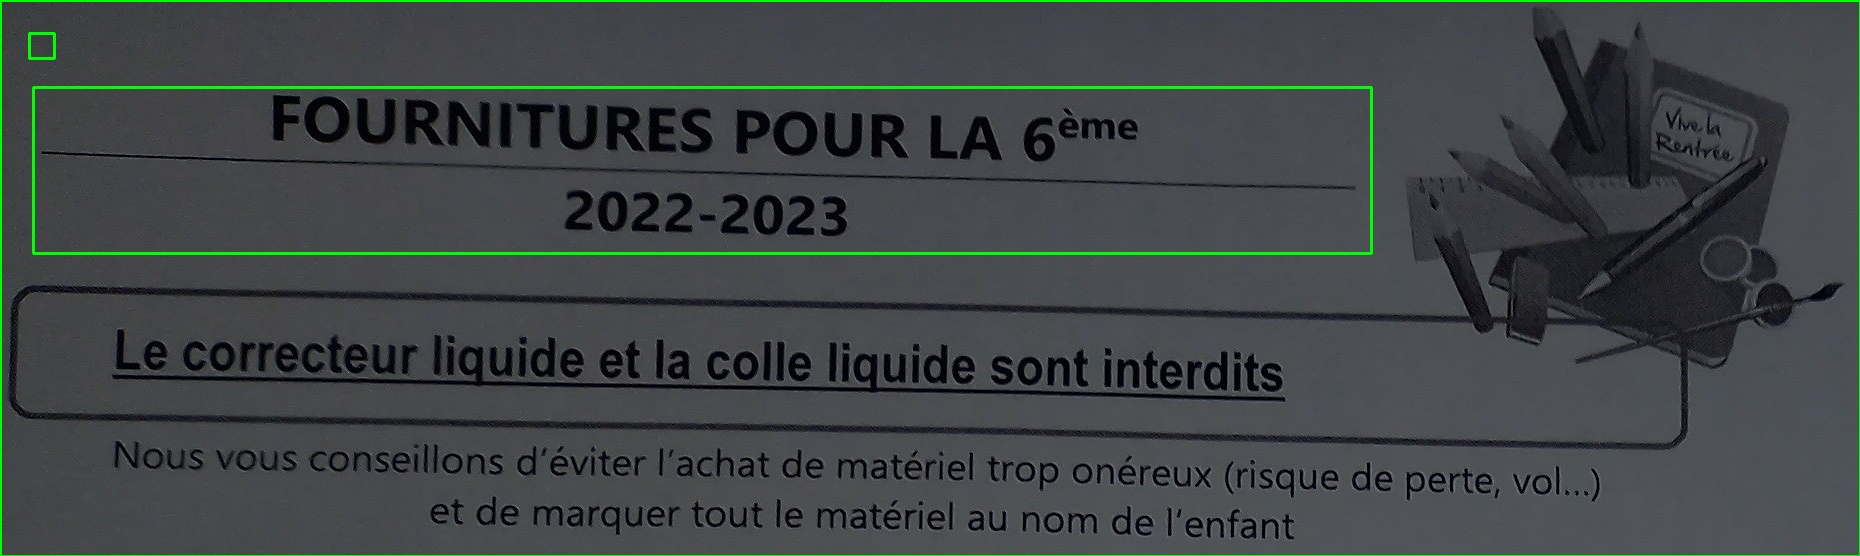 FOURNITURES POUR LA 6ème
2022-2023
Vive la
Rentrée
Le correcteur liquide et la colle liquide sont interdits
Nous vous conseillons d'éviter l'achat de matériel trop onéreux (risque de perte, vol...)
et de marquer tout le matériel au nom de l'enfant